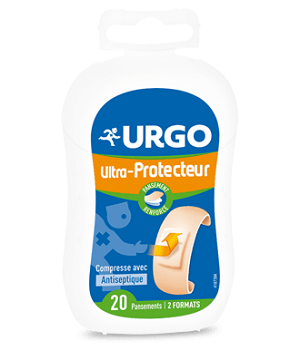 URGO
Ultra-Protecteur
PANSEMENT
RENFORCÉ
Compresse avec
Antiseptique
20 Pansements | 2 FORMATS